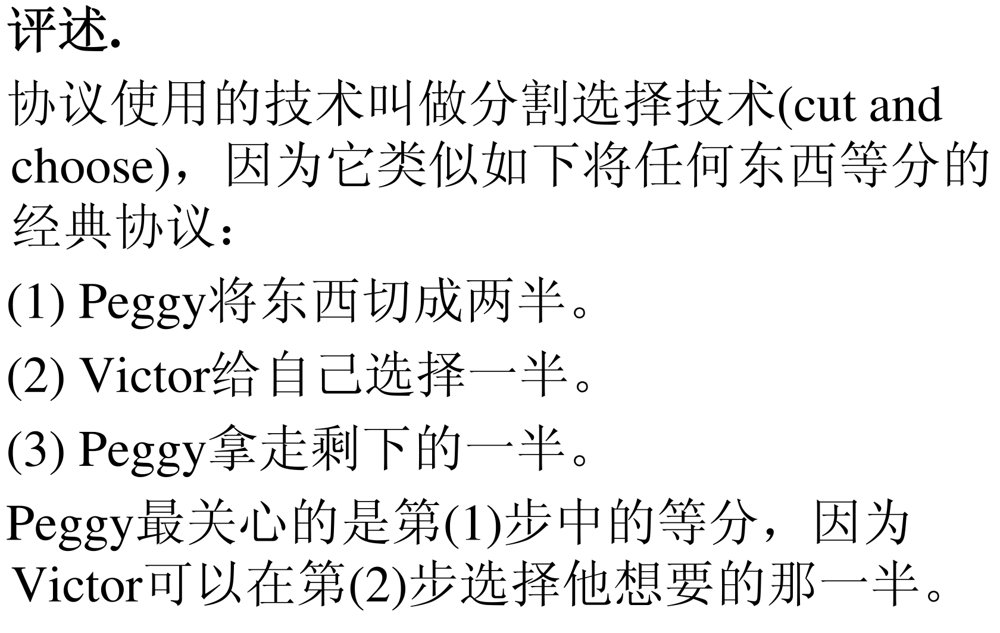 评述.
协议使用的技术叫做分割选择技术(cut and
choose)，因为它类似如下将任何东西等分的
经典协议：
(1) Peggy将东西切成两半。
(2) Victor给自己选择一半。
(3) Peggy拿走剩下的一半。
Peggy最关心的是第(1)步中的等分，因为
Victor可以在第(2)步选择他想要的那一半。